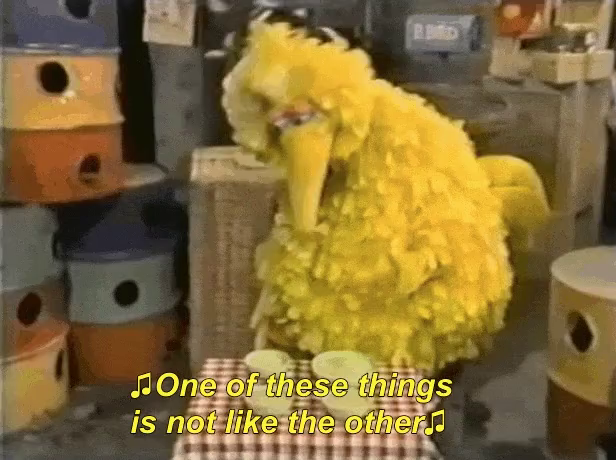 ♫One of these things
is not like the other♫